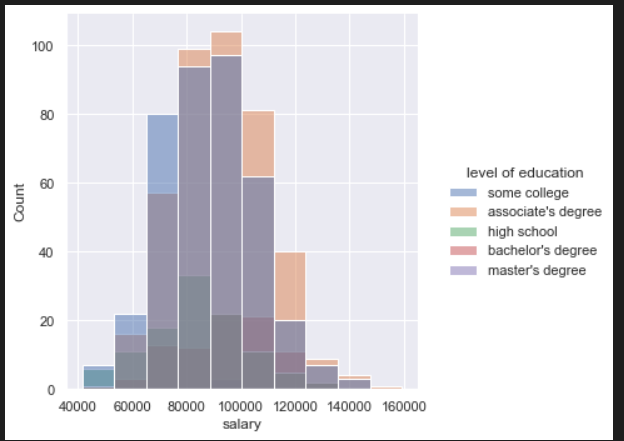 100
80
60
40
20
0
Count
40000 60000 80000 100000 120000 140000 160000
salary
level of education
some college
associate's degree
high school
bachelor's degree
master's degree